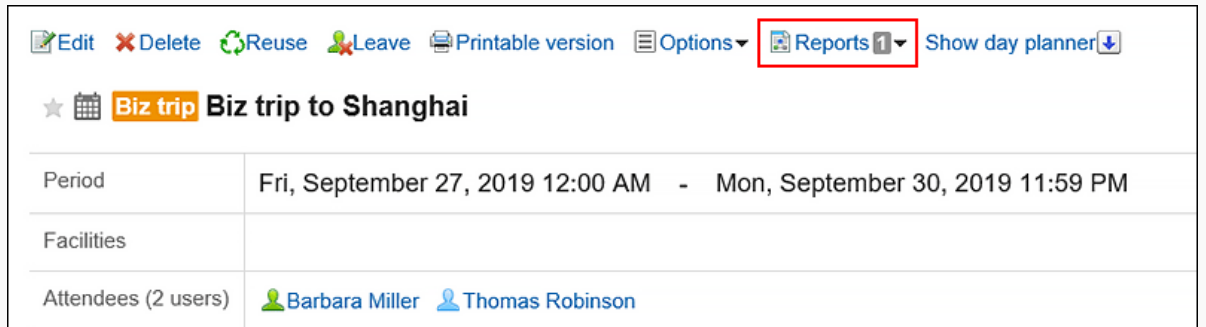 Edit Delete Reuse Leave Printable version Options Reports 1 Show day planner
Biz trip Biz trip to Shanghai
Period Fri, September 27, 2019 12:00 AM - Mon, September 30, 2019 11:59 PM
Facilities
Attendees (2 users) Barbara Miller Thomas Robinson